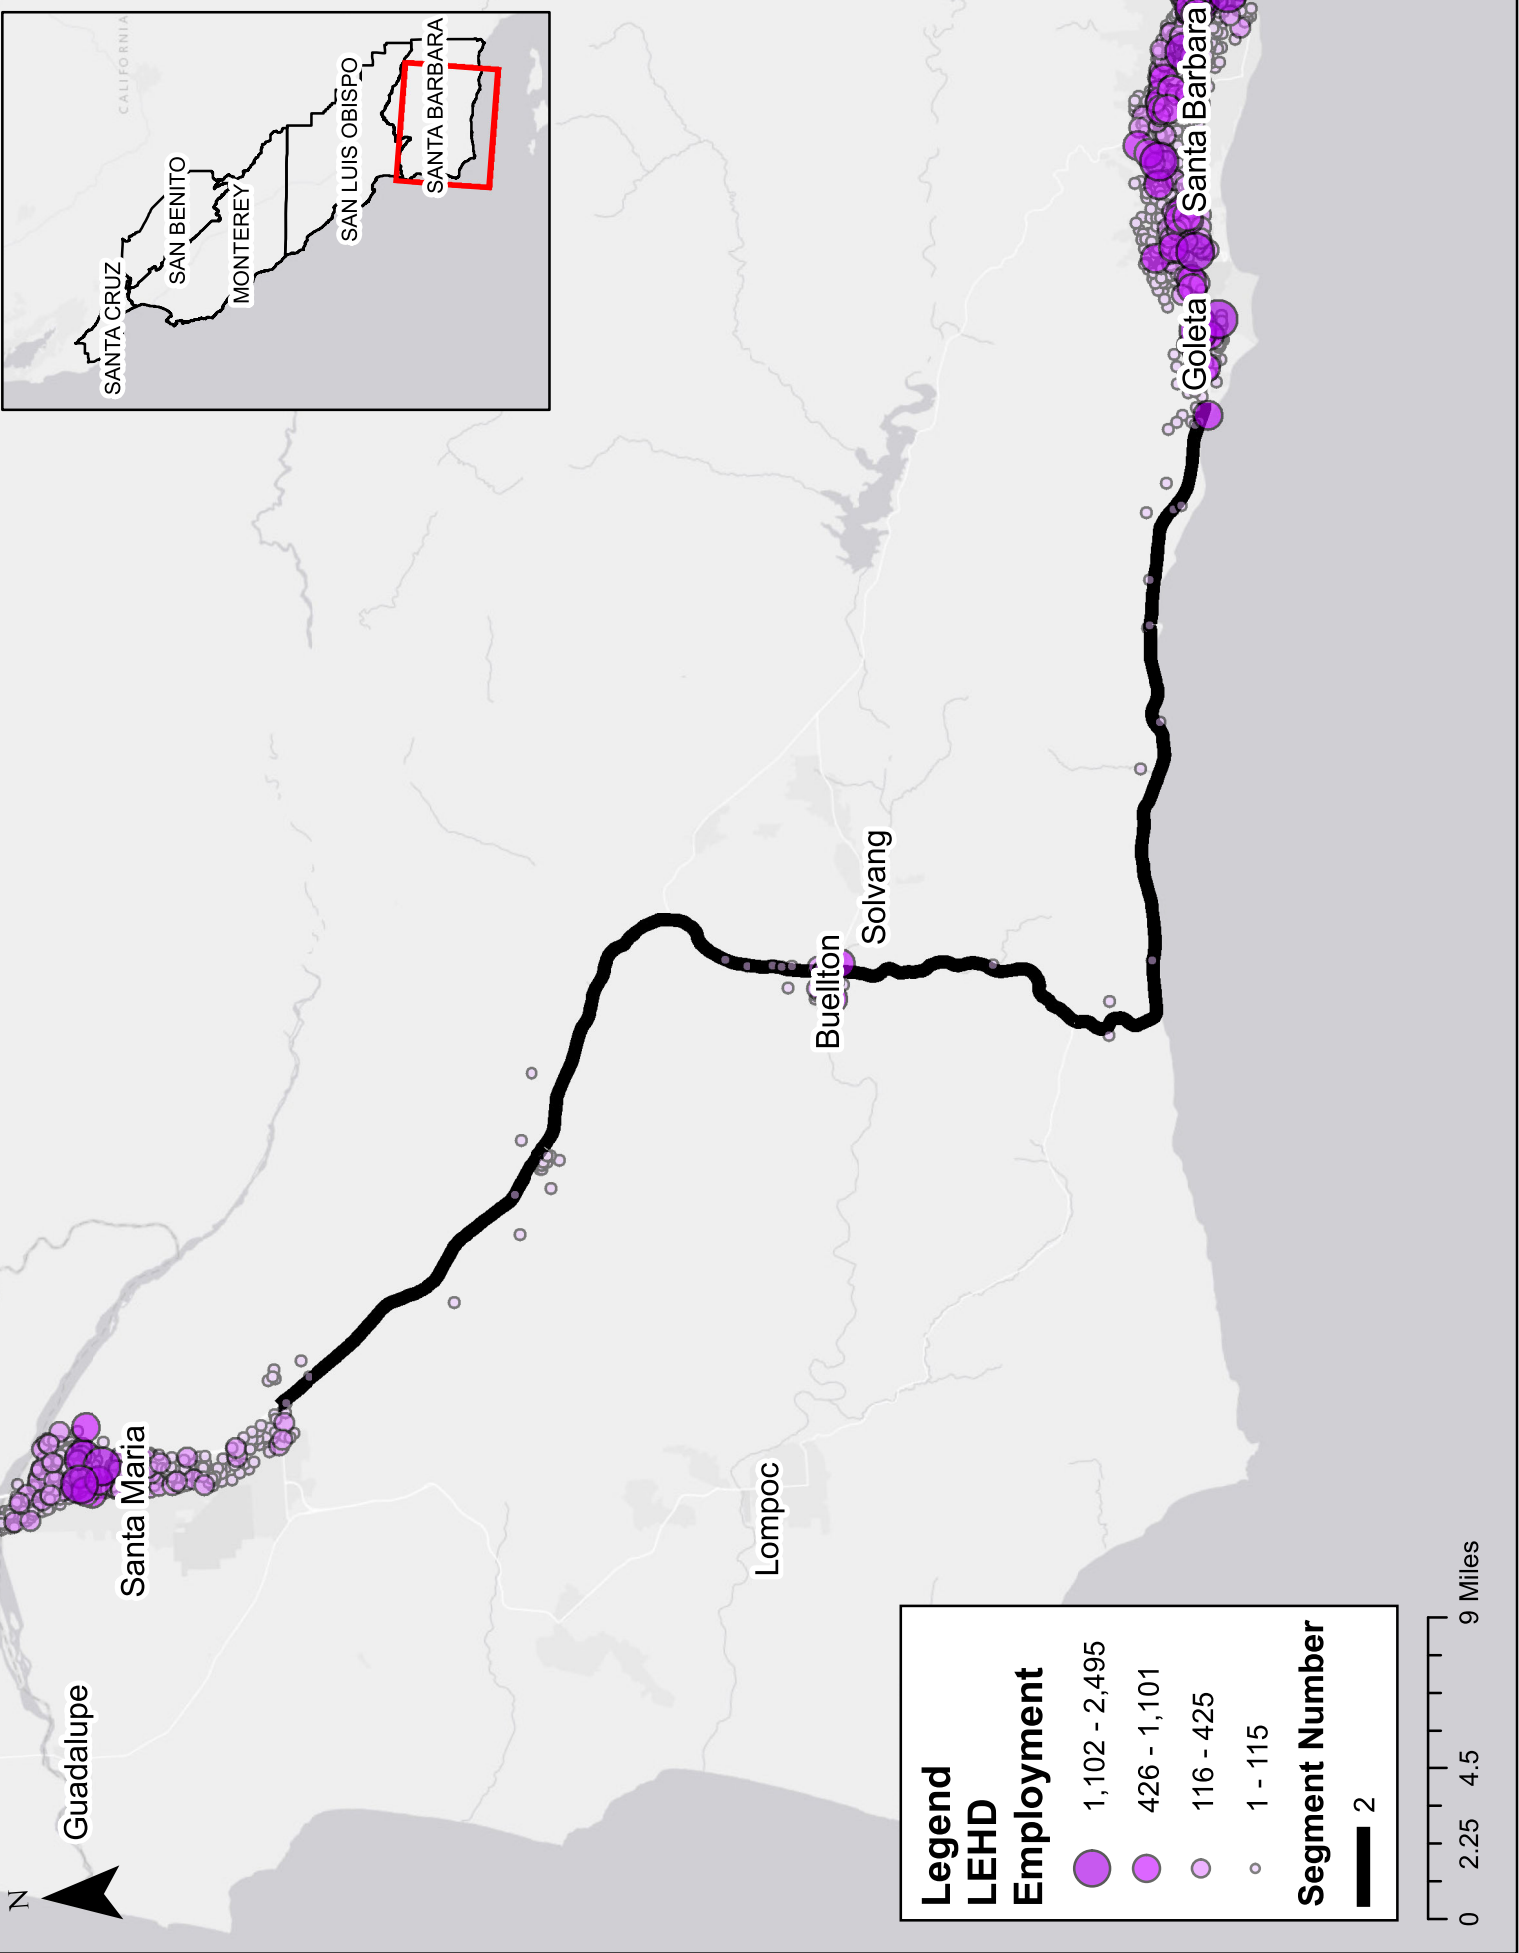 N
Guadalupe
Santa Maria
Lompoc
Buellton
Solvang
Goleta
Santa Barbara
CALIFORNIA
SANTA CRUZ
SAN BENITO
MONTEREY
SAN LUIS OBISPO
SANTA BARBARA
Legend
LEHD
Employment
1,102 - 2,495
426 - 1,101
116 - 425
1 - 115
Segment Number
2
0 2.25 4.5 9 Miles